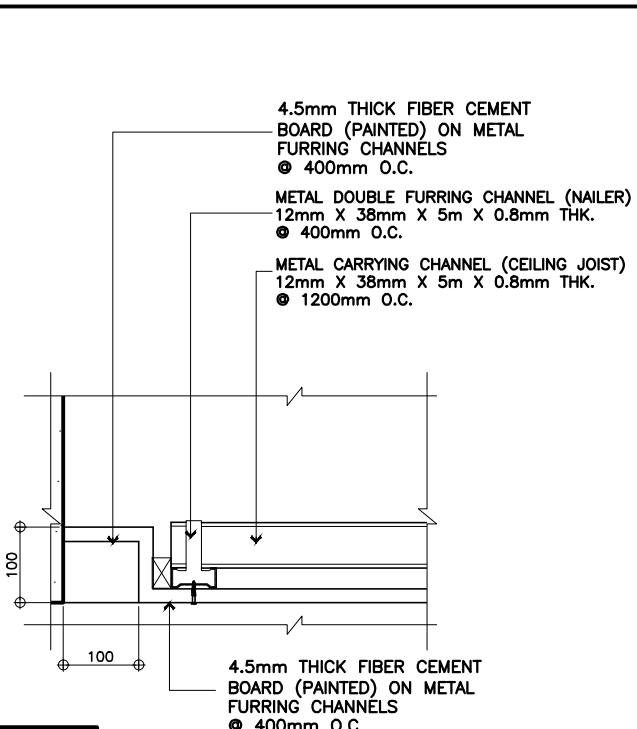 4.5mm THICK FIBER CEMENT
BOARD (PAINTED) ON METAL
FURRING CHANNELS
@ 400mm O.C.
METAL DOUBLE FURRING CHANNEL (NAILER)
12mm X 38mm X 5m X 0.8mm THK.
@ 400mm O.C.
METAL CARRYING CHANNEL (CEILING JOIST)
12mm X 38mm X 5m X 0.8mm THK.
@ 1200mm O.C.
100
100
4.5mm THICK FIBER CEMENT
BOARD (PAINTED) ON METAL
FURRING CHANNELS
@ 400mm O.C.